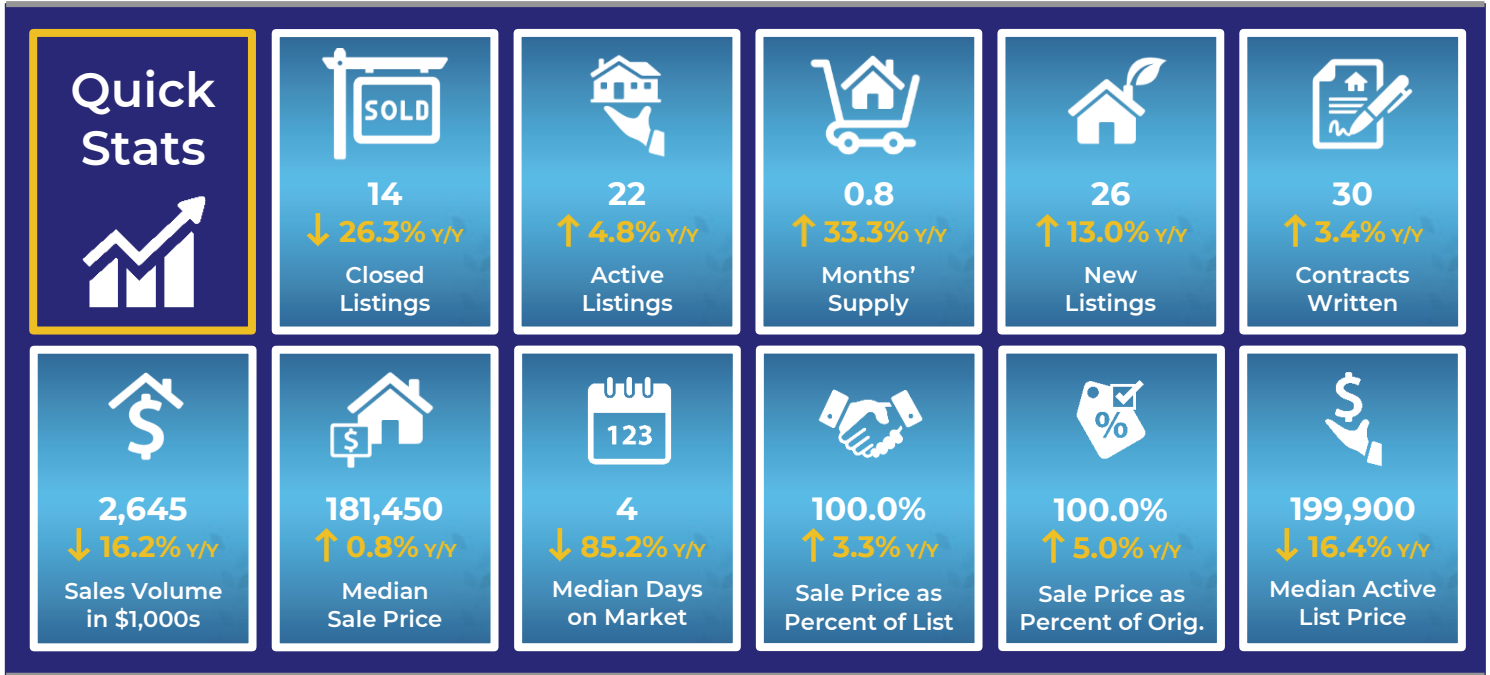 Quick
Stats
SOLD
14
↓ 26.3% Y/Y
Closed
Listings
22
↑ 4.8% Y/Y
Active
Listings
0.8
↑ 33.3% Y/Y
Months’
Supply
26
↑ 13.0% Y/Y
New
Listings
30
↑ 3.4% Y/Y
Contracts
Written
$
2,645
↓ 16.2% Y/Y
Sales Volume
in $1,000s
$
181,450
↑ 0.8% Y/Y
Median
Sale Price
123
4
↓ 85.2% Y/Y
Median Days
on Market
100.0%
↑ 3.3% Y/Y
Sale Price as
Percent of List
%
100.0%
↑ 5.0% Y/Y
Sale Price as
Percent of Orig.
$
199,900
↓ 16.4% Y/Y
Median Active
List Price